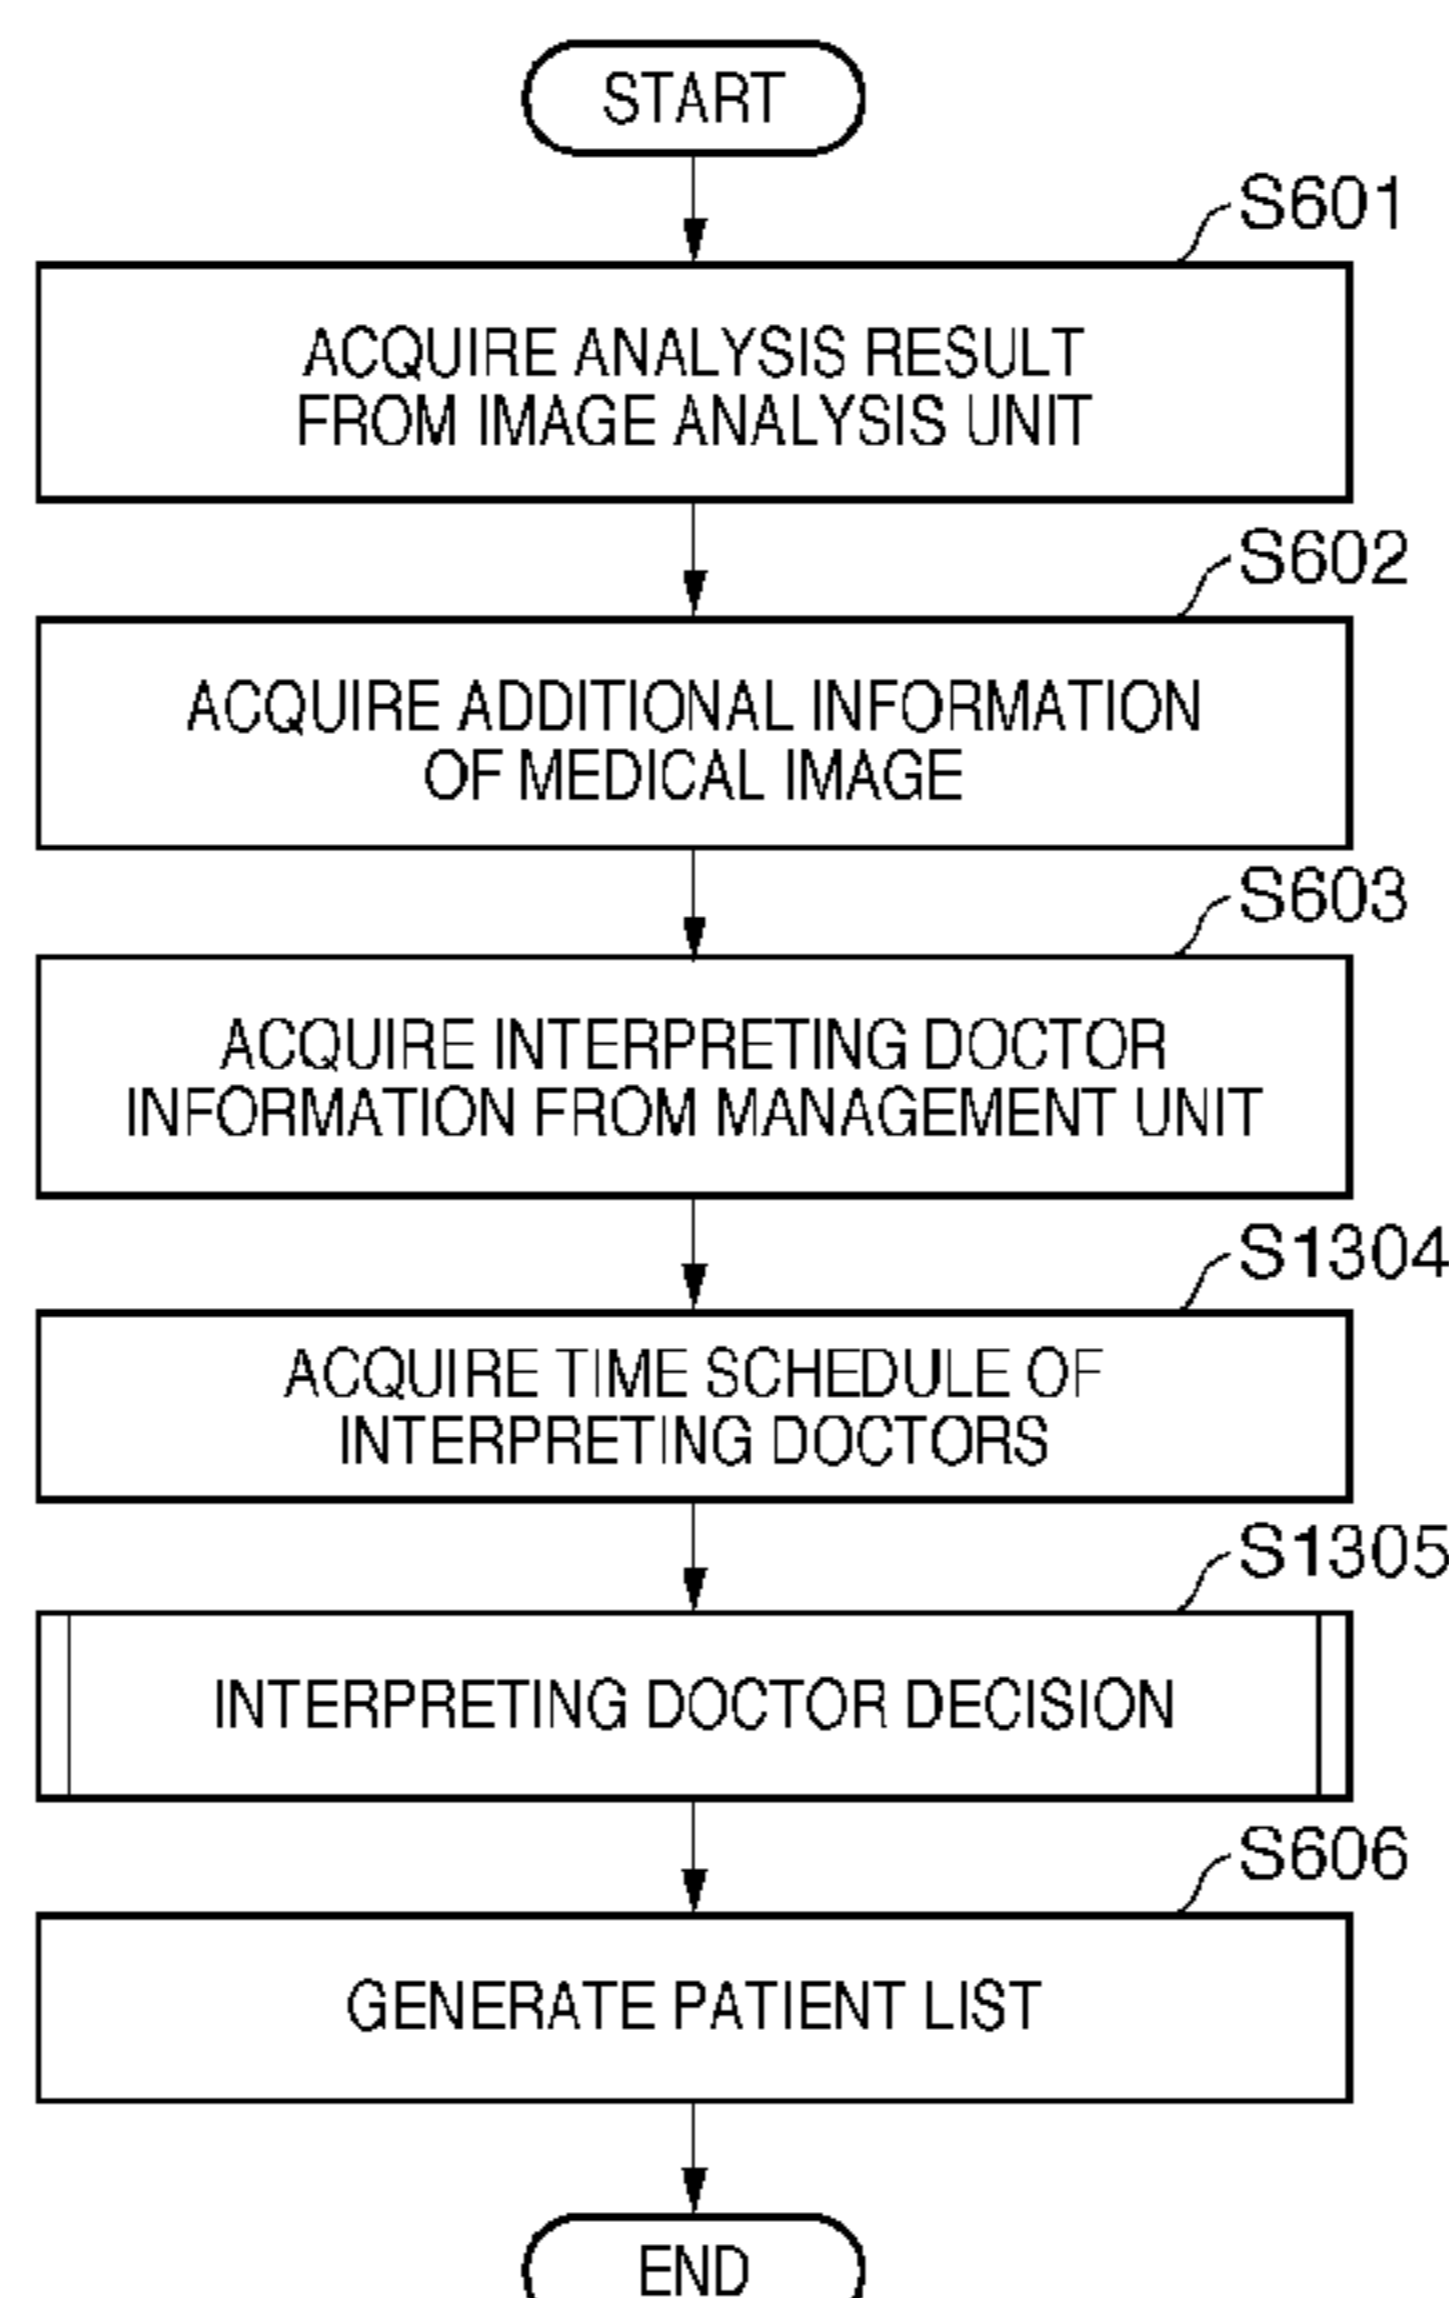 START
S601
ACQUIRE ANALYSIS RESULT
FROM IMAGE ANALYSIS UNIT
S602
ACQUIRE ADDITIONAL INFORMATION
OF MEDICAL IMAGE
S603
ACQUIRE INTERPRETING DOCTOR
INFORMATION FROM MANAGEMENT UNIT
S1304
ACQUIRE TIME SCHEDULE OF
INTERPRETING DOCTORS
S1305
INTERPRETING DOCTOR DECISION
S606
GENERATE PATIENT LIST
END